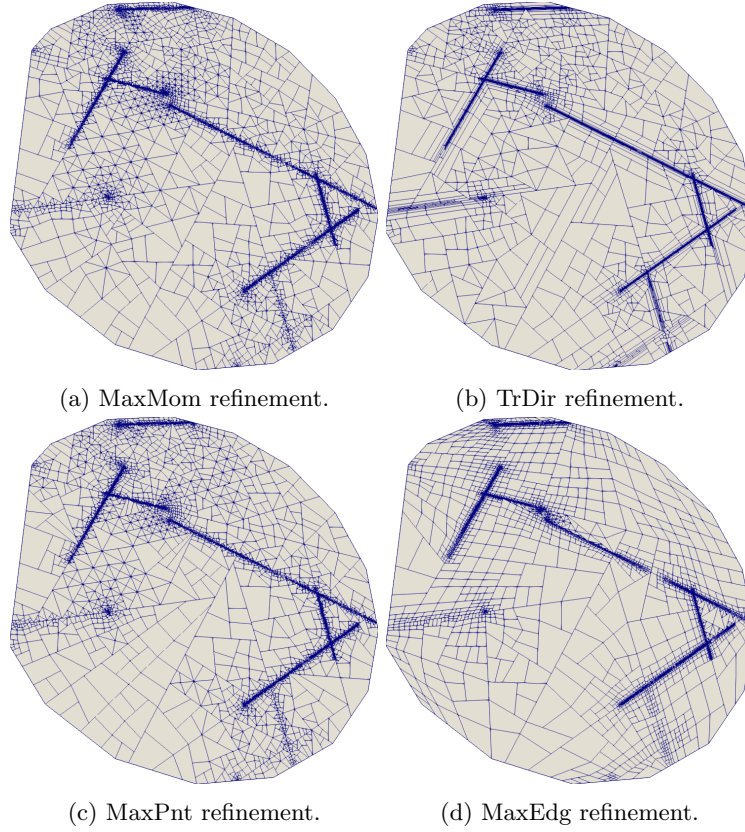 (a) MaxMom refinement.
(b) TrDir refinement.
(c) MaxPnt refinement.
(d) MaxEdg refinement.